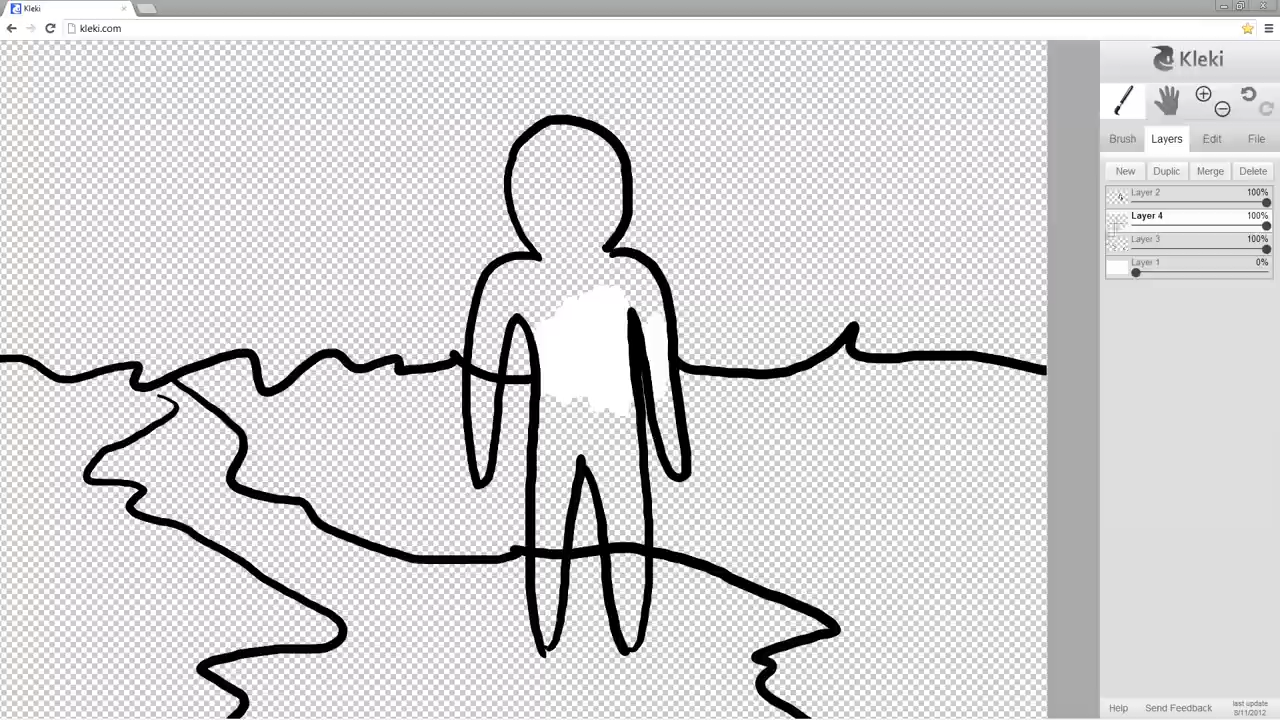 Kleki
kleki.com
Kleki
Brush Layers Edit File
New Duplic Merge Delete
Layer 2 100%
Layer 4 100%
Layer 3 100%
Layer 1 0%
Help Send Feedback last update
8/11/2012